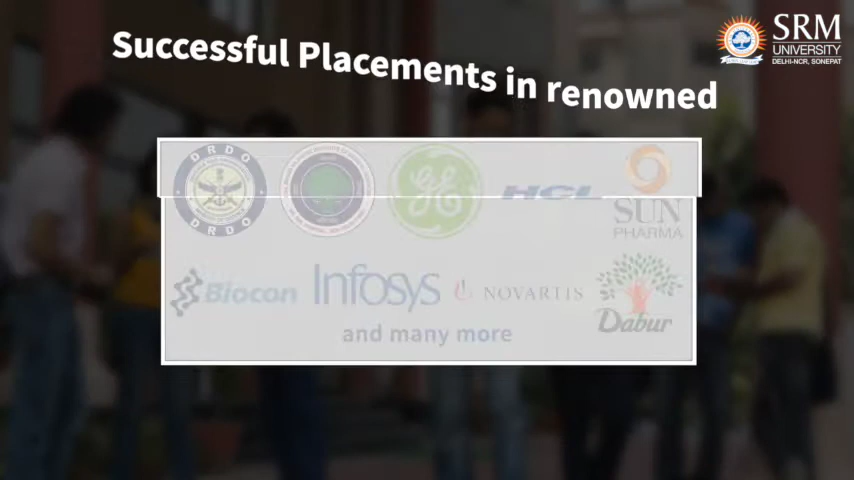 Successful Placements in renowned
SRM
UNIVERSITY
DELHI-NCR, SONEPAT
DRDO
DRDO
GE
HCL
SUN
PHARMA
Biocon
Infosys
NOVARTIS
Dabur
and many more